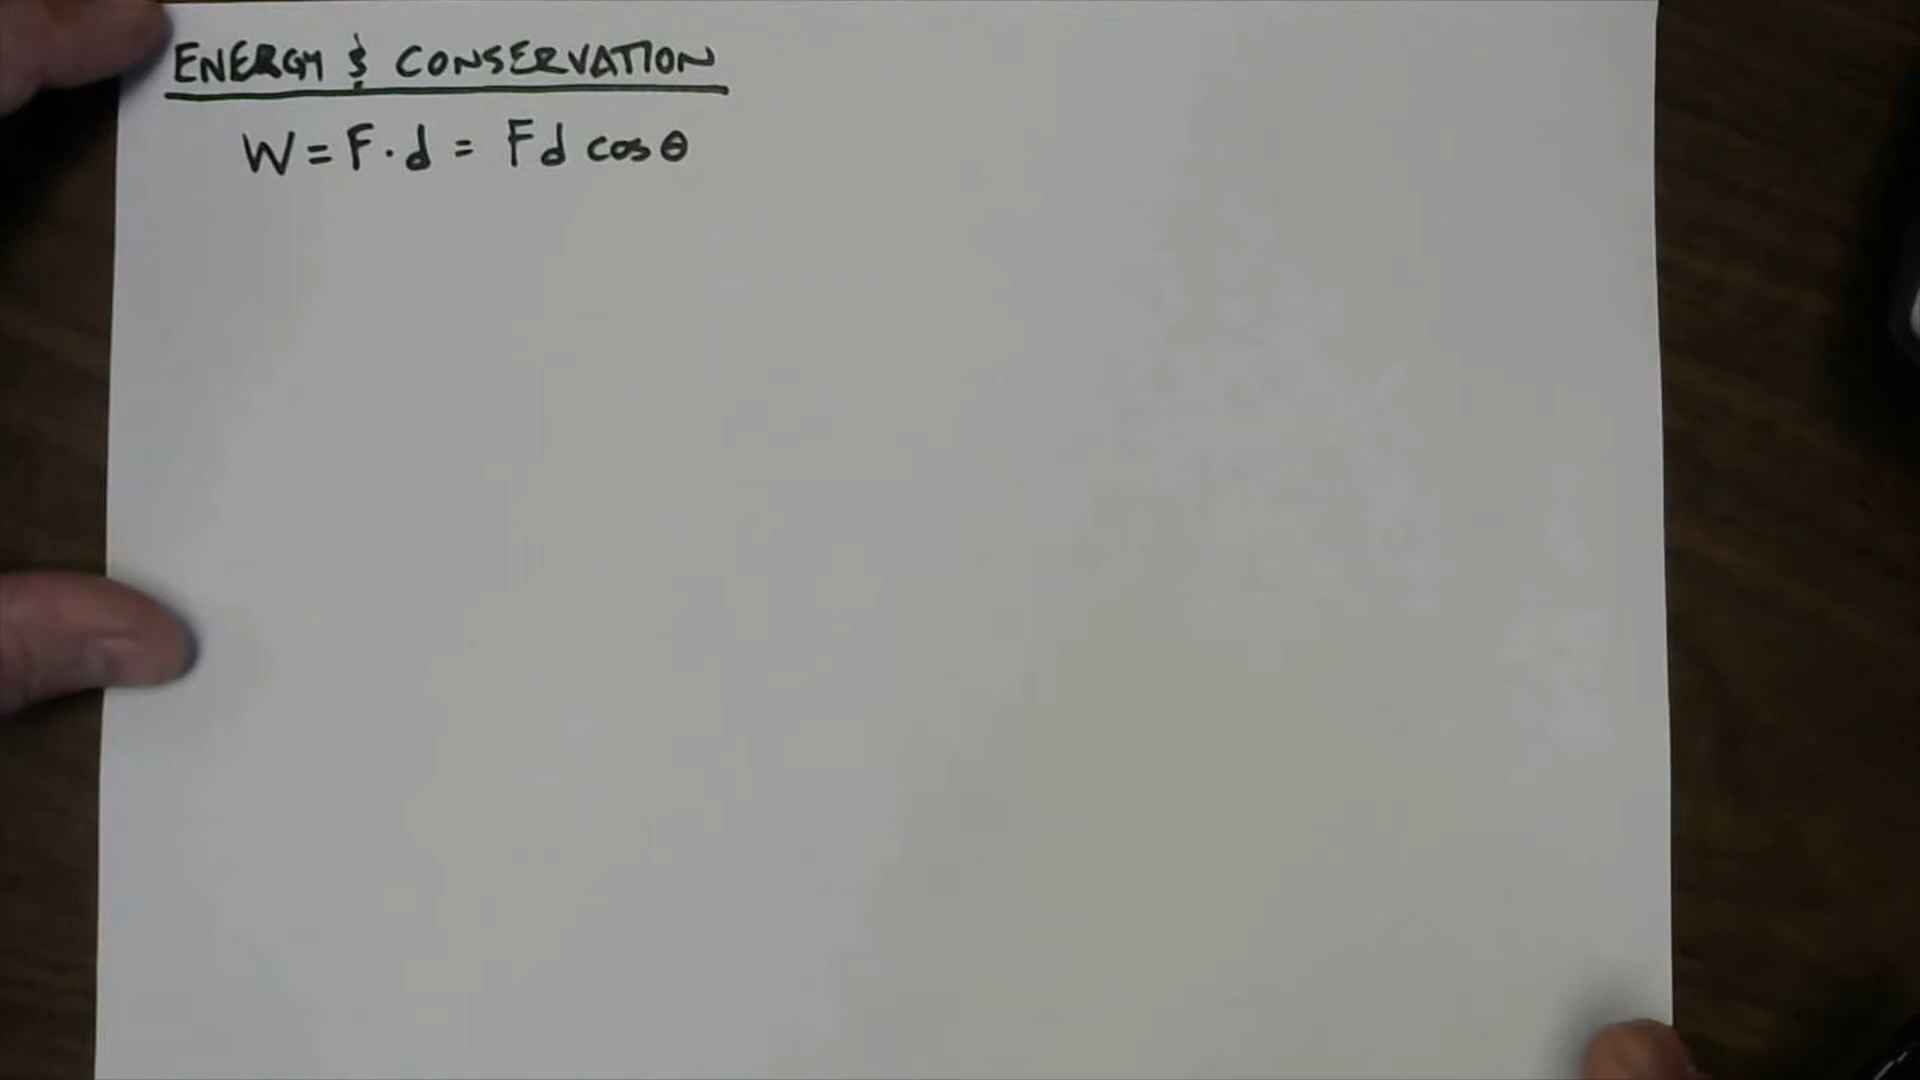 ENERGY & CONSERVATION
W = F · d = Fd cos θ